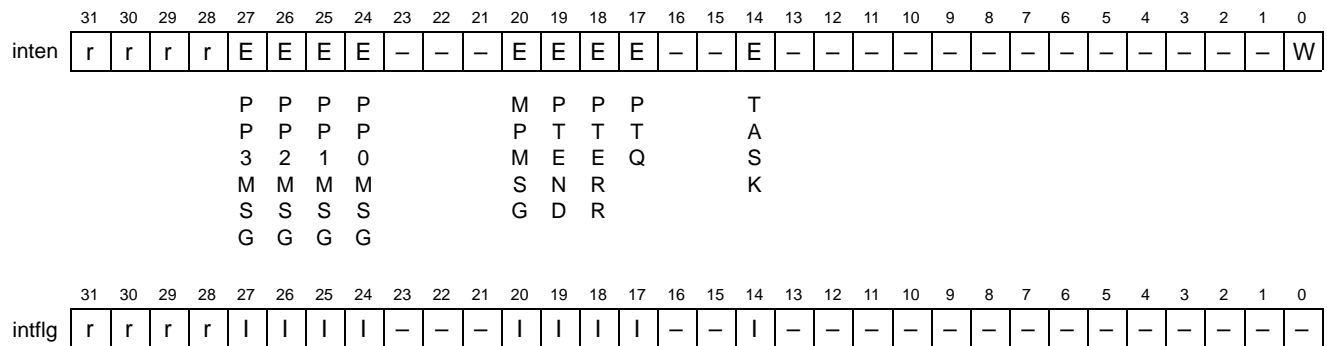 31 30 29 28 27 26 25 24 23 22 21 20 19 18 17 16 15 14 13 12 11 10 9 8 7 6 5 4 3 2 1 0
inten r r r r E E E E – – – E E E E – – E – – – – – – – – – – – – – W
P P P P M P P P T
P P P P P T T T A
3 2 1 0 M E E Q S
M M M M S N R K
S S S S G D R
G G G G
31 30 29 28 27 26 25 24 23 22 21 20 19 18 17 16 15 14 13 12 11 10 9 8 7 6 5 4 3 2 1 0
intflg r r r r I I I I – – – I I I I – – I – – – – – – – – – – – – – –